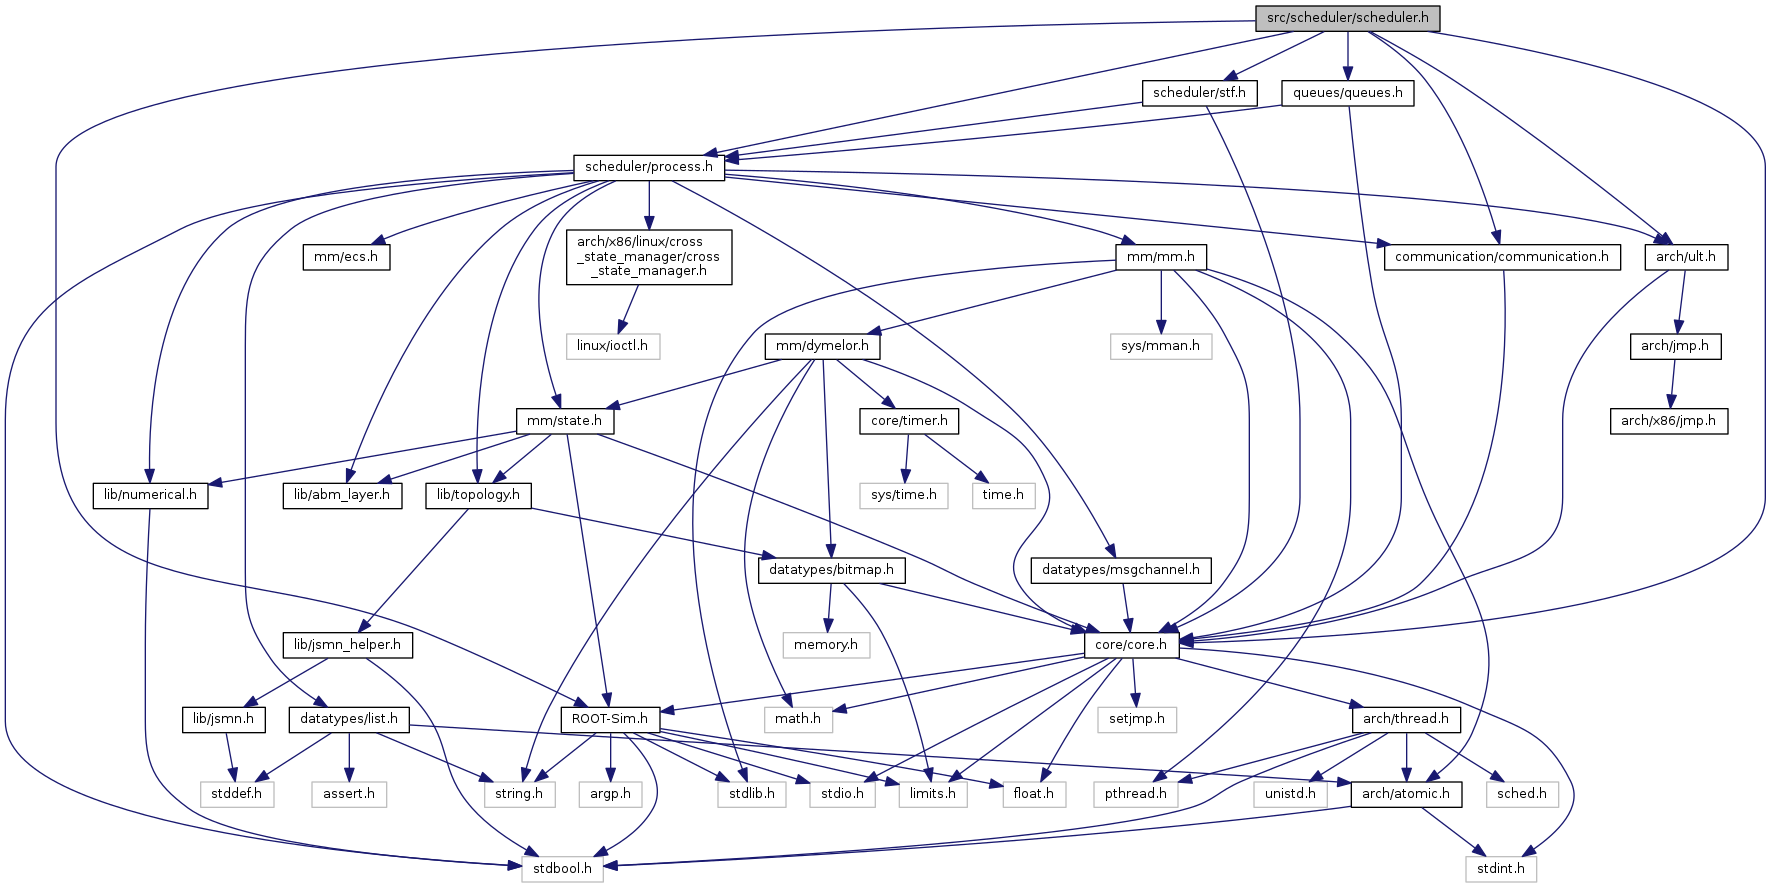 src/scheduler/scheduler.h
scheduler/stf.h
queues/queues.h
scheduler/process.h
mm/ecs.h
arch/x86/linux/cross
_state_manager/cross
_state_manager.h
mm/mm.h
communication/communication.h
arch/ult.h
linux/ioctl.h
mm/dymelor.h
sys/mman.h
arch/jmp.h
mm/state.h
core/timer.h
arch/x86/jmp.h
lib/numerical.h
lib/abm_layer.h
lib/topology.h
sys/time.h
time.h
datatypes/bitmap.h
datatypes/msgchannel.h
lib/jsmn_helper.h
memory.h
core/core.h
lib/jsmn.h
datatypes/list.h
ROOT-Sim.h
math.h
setjmp.h
arch/thread.h
stddef.h
assert.h
string.h
argp.h
stdlib.h
stdio.h
limits.h
float.h
pthread.h
unistd.h
arch/atomic.h
sched.h
stdbool.h
stdint.h